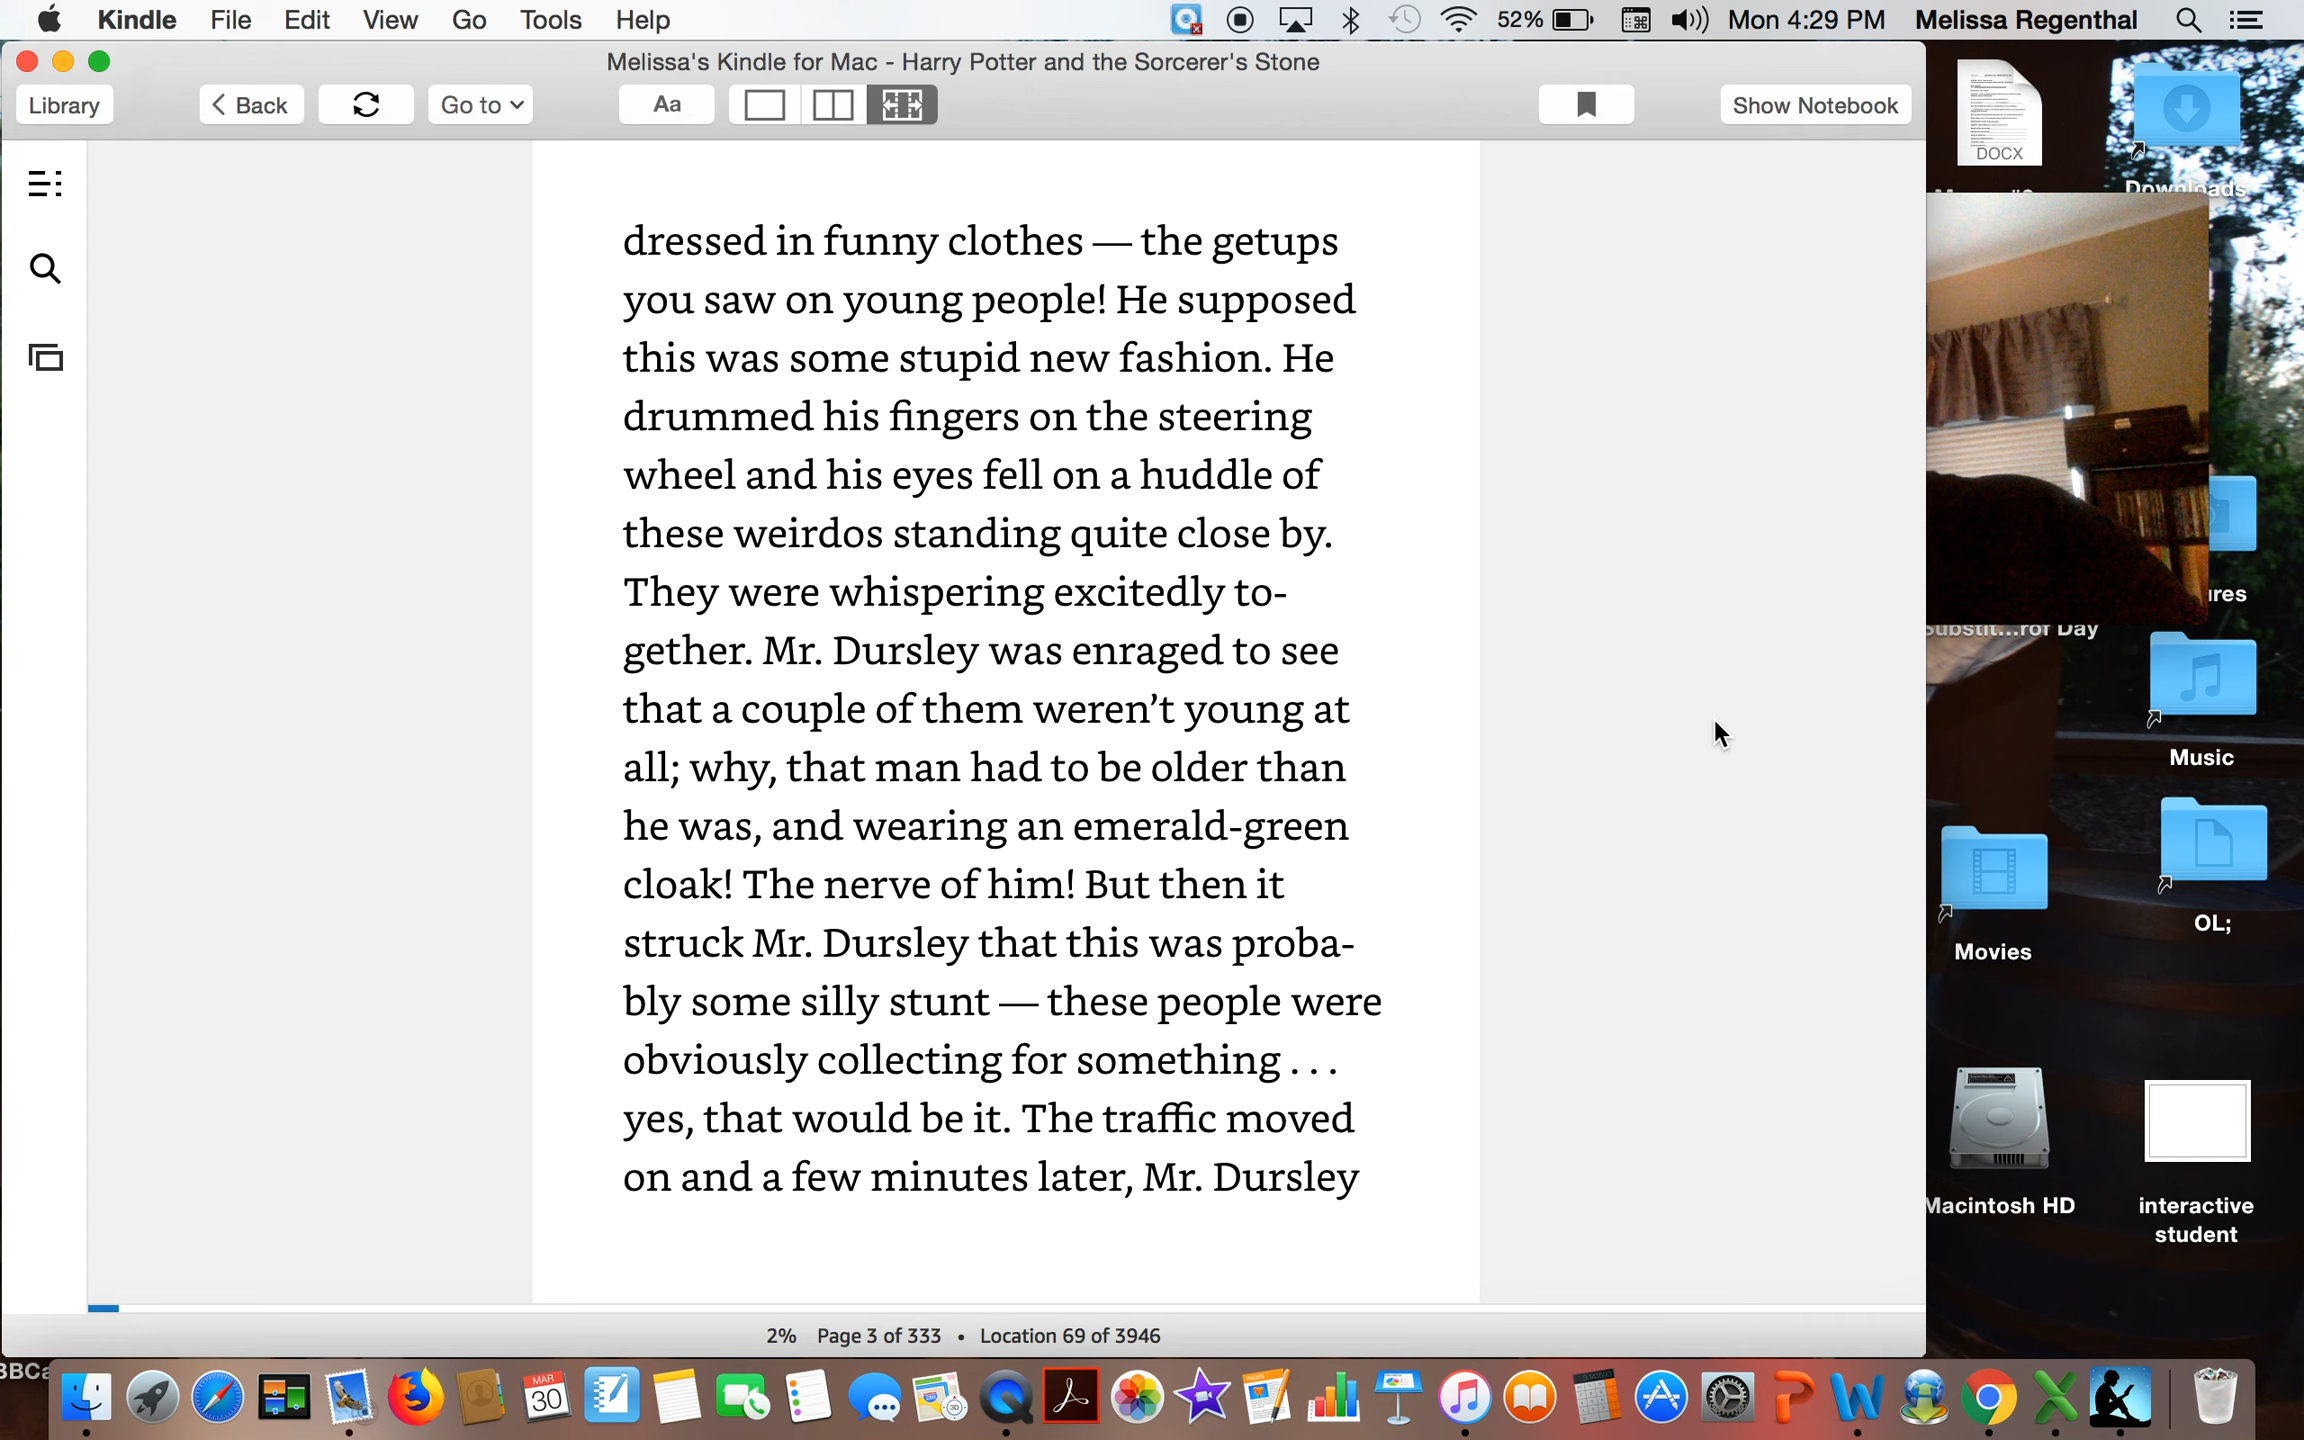 Kindle File Edit View Go Tools Help 52% Mon 4:29 PM Melissa Regenthal
Melissa's Kindle for Mac - Harry Potter and the Sorcerer's Stone
Library Back Go to Aa Show Notebook
dressed in funny clothes — the getups
you saw on young people! He supposed
this was some stupid new fashion. He
drummed his fingers on the steering
wheel and his eyes fell on a huddle of
these weirdos standing quite close by.
They were whispering excitedly to-
gether. Mr. Dursley was enraged to see
that a couple of them weren't young at
all; why, that man had to be older than
he was, and wearing an emerald-green
cloak! The nerve of him! But then it
struck Mr. Dursley that this was proba-
bly some silly stunt — these people were
obviously collecting for something . . .
yes, that would be it. The traffic moved
on and a few minutes later, Mr. Dursley
2% Page 3 of 333 • Location 69 of 3946
DOCX
Downloads
ures
Substit...rof Day
Music
OL;
Movies
Macintosh HD
interactive
student
MAR
30